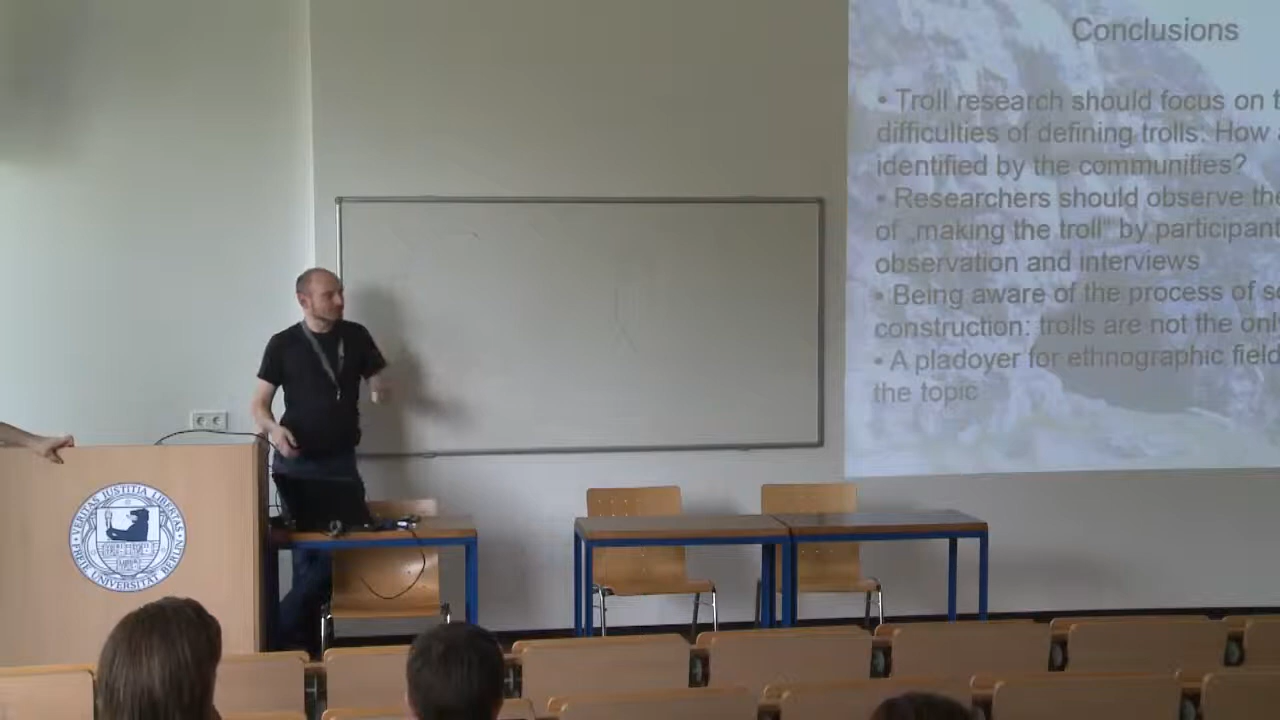 Conclusions
• Troll research should focus on t
difficulties of defining trolls: How
identified by the communities?
• Researchers should observe the
of „making the troll" by participant
observation and interviews
• Being aware of the process of so
construction: trolls are not the onl
• A pladoyer for ethnographic field
the topic
VERITAS IUSTITIA LIBERTAS
FREIE UNIVERSITÄT BERLIN